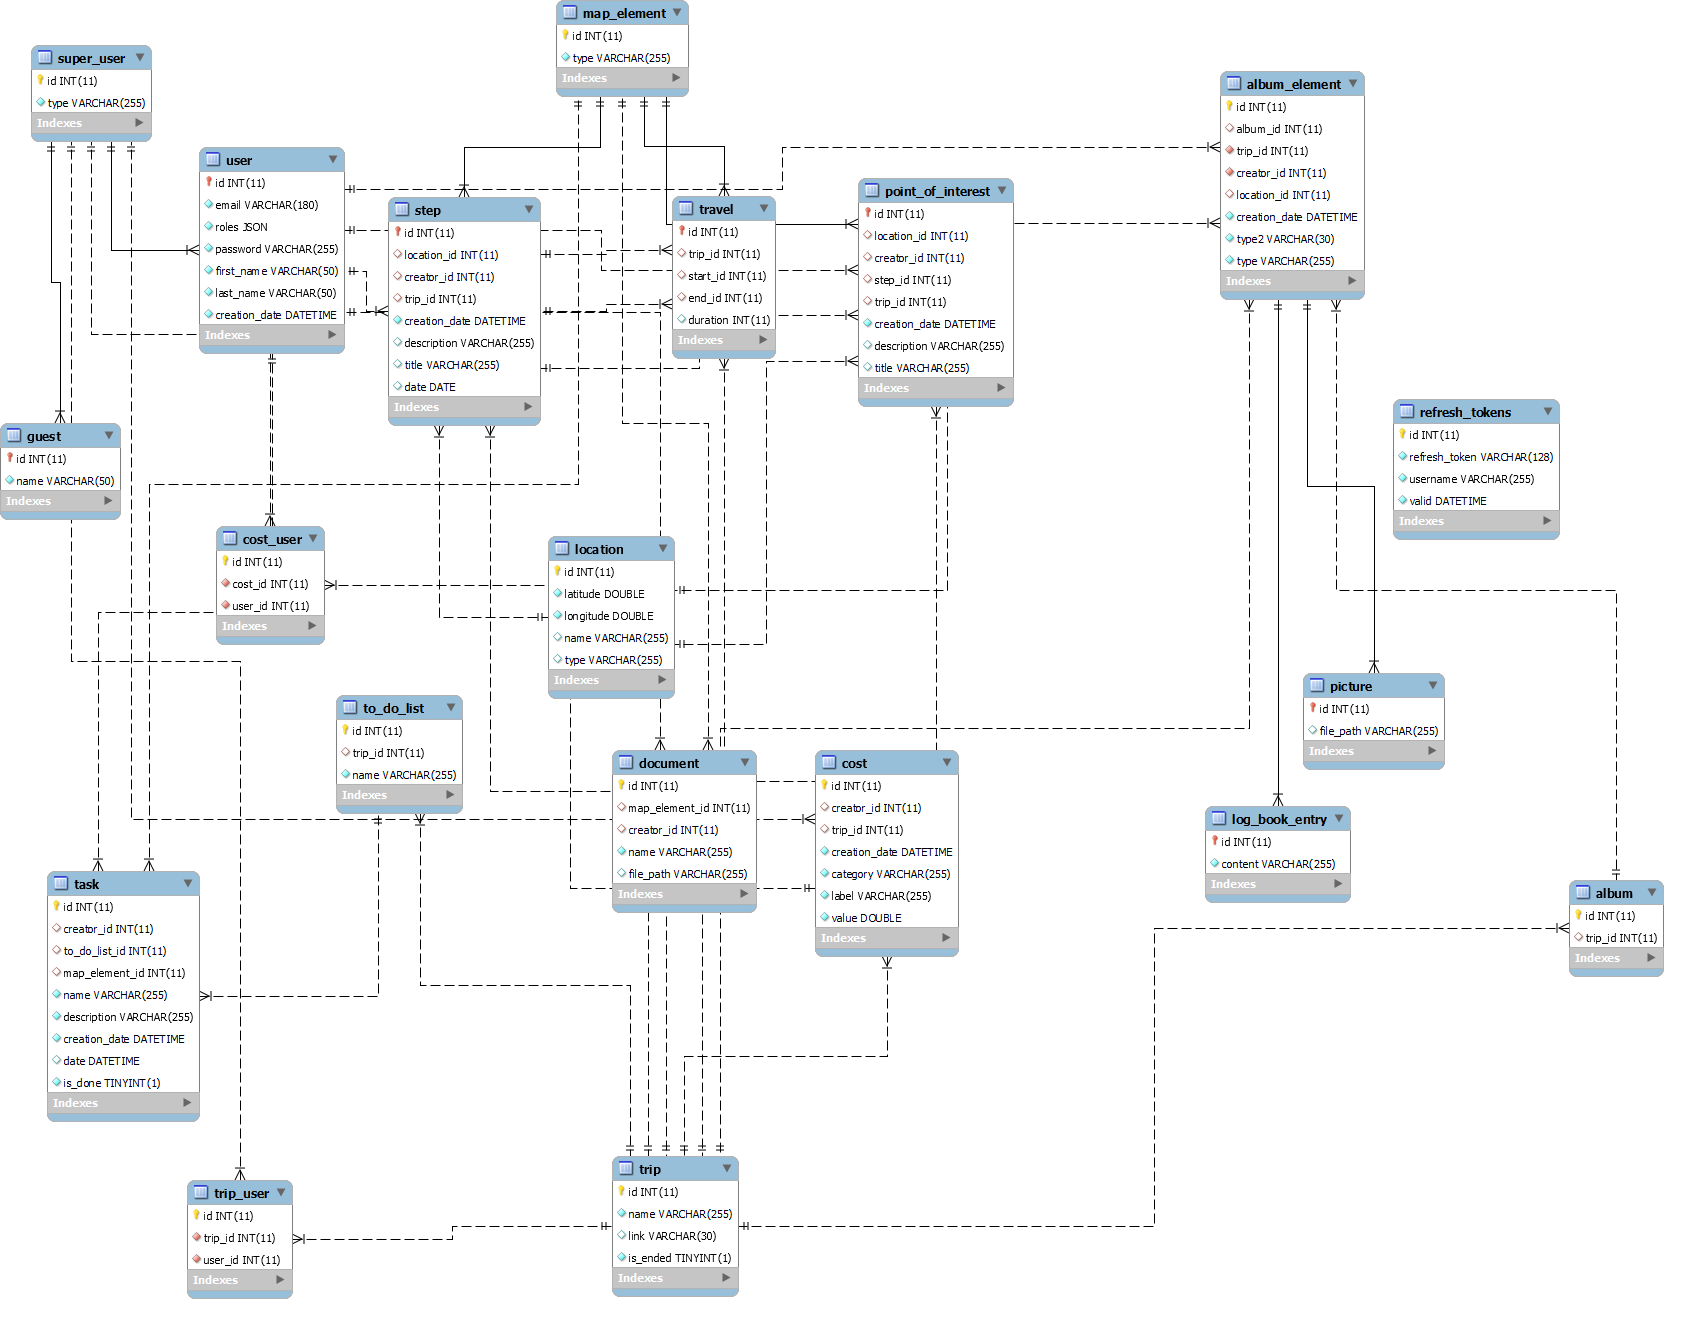 map_element
id INT(11)
type VARCHAR(255)
Indexes
super_user
id INT(11)
type VARCHAR(255)
Indexes
album_element
id INT(11)
album_id INT(11)
trip_id INT(11)
creator_id INT(11)
location_id INT(11)
creation_date DATETIME
type2 VARCHAR(30)
type VARCHAR(255)
Indexes
user
id INT(11)
email VARCHAR(180)
roles JSON
password VARCHAR(255)
first_name VARCHAR(50)
last_name VARCHAR(50)
creation_date DATETIME
Indexes
step
id INT(11)
location_id INT(11)
creator_id INT(11)
trip_id INT(11)
creation_date DATETIME
description VARCHAR(255)
title VARCHAR(255)
date DATE
Indexes
travel
id INT(11)
trip_id INT(11)
start_id INT(11)
end_id INT(11)
duration INT(11)
Indexes
point_of_interest
id INT(11)
location_id INT(11)
creator_id INT(11)
step_id INT(11)
trip_id INT(11)
creation_date DATETIME
description VARCHAR(255)
title VARCHAR(255)
Indexes
refresh_tokens
id INT(11)
refresh_token VARCHAR(128)
username VARCHAR(255)
valid DATETIME
Indexes
guest
id INT(11)
name VARCHAR(50)
Indexes
cost_user
id INT(11)
cost_id INT(11)
user_id INT(11)
Indexes
location
id INT(11)
latitude DOUBLE
longitude DOUBLE
name VARCHAR(255)
type VARCHAR(255)
Indexes
picture
id INT(11)
file_path VARCHAR(255)
Indexes
to_do_list
id INT(11)
trip_id INT(11)
name VARCHAR(255)
Indexes
document
id INT(11)
map_element_id INT(11)
creator_id INT(11)
name VARCHAR(255)
file_path VARCHAR(255)
Indexes
cost
id INT(11)
creator_id INT(11)
trip_id INT(11)
creation_date DATETIME
category VARCHAR(255)
label VARCHAR(255)
value DOUBLE
Indexes
log_book_entry
id INT(11)
content VARCHAR(255)
Indexes
task
id INT(11)
creator_id INT(11)
to_do_list_id INT(11)
map_element_id INT(11)
name VARCHAR(255)
description VARCHAR(255)
creation_date DATETIME
date DATETIME
is_done TINYINT(1)
Indexes
album
id INT(11)
trip_id INT(11)
Indexes
trip
id INT(11)
name VARCHAR(255)
link VARCHAR(30)
is_ended TINYINT(1)
Indexes
trip_user
id INT(11)
trip_id INT(11)
user_id INT(11)
Indexes